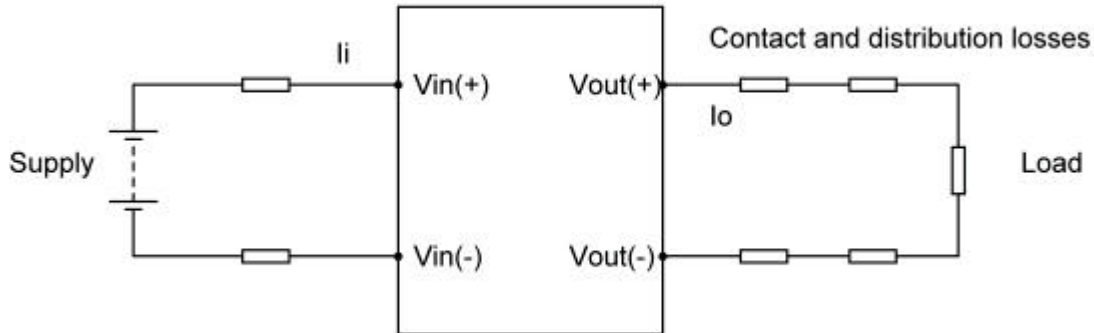 Contact and distribution losses
Ii
Vin(+)
Vout(+)
Io
Supply
Load
Vin(-)
Vout(-)